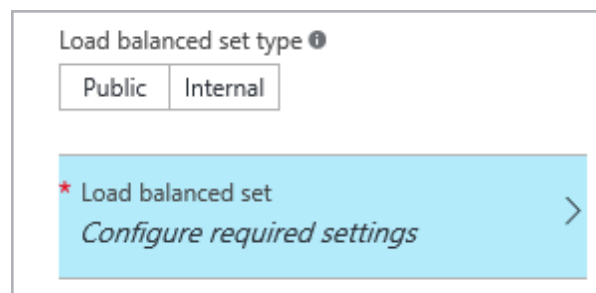 Load balanced set type
Public Internal
* Load balanced set
Configure required settings